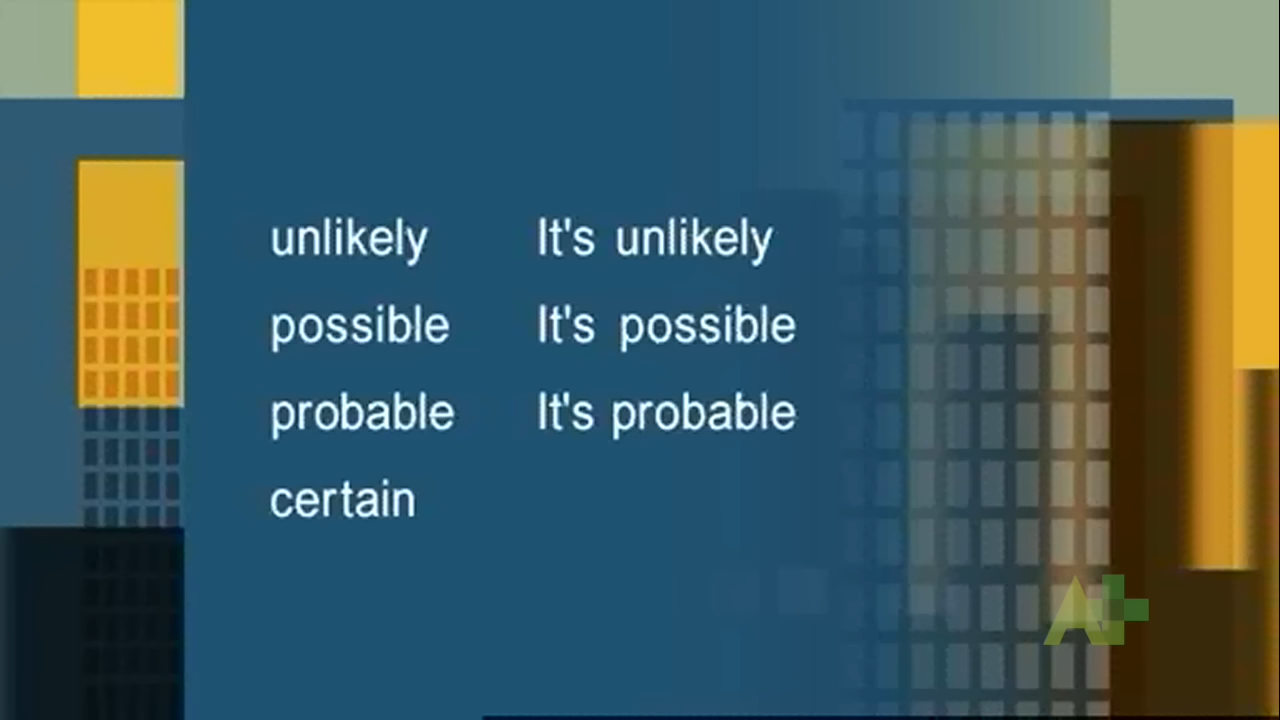 unlikely It's unlikely
possible It's possible
probable It's probable
certain
A+